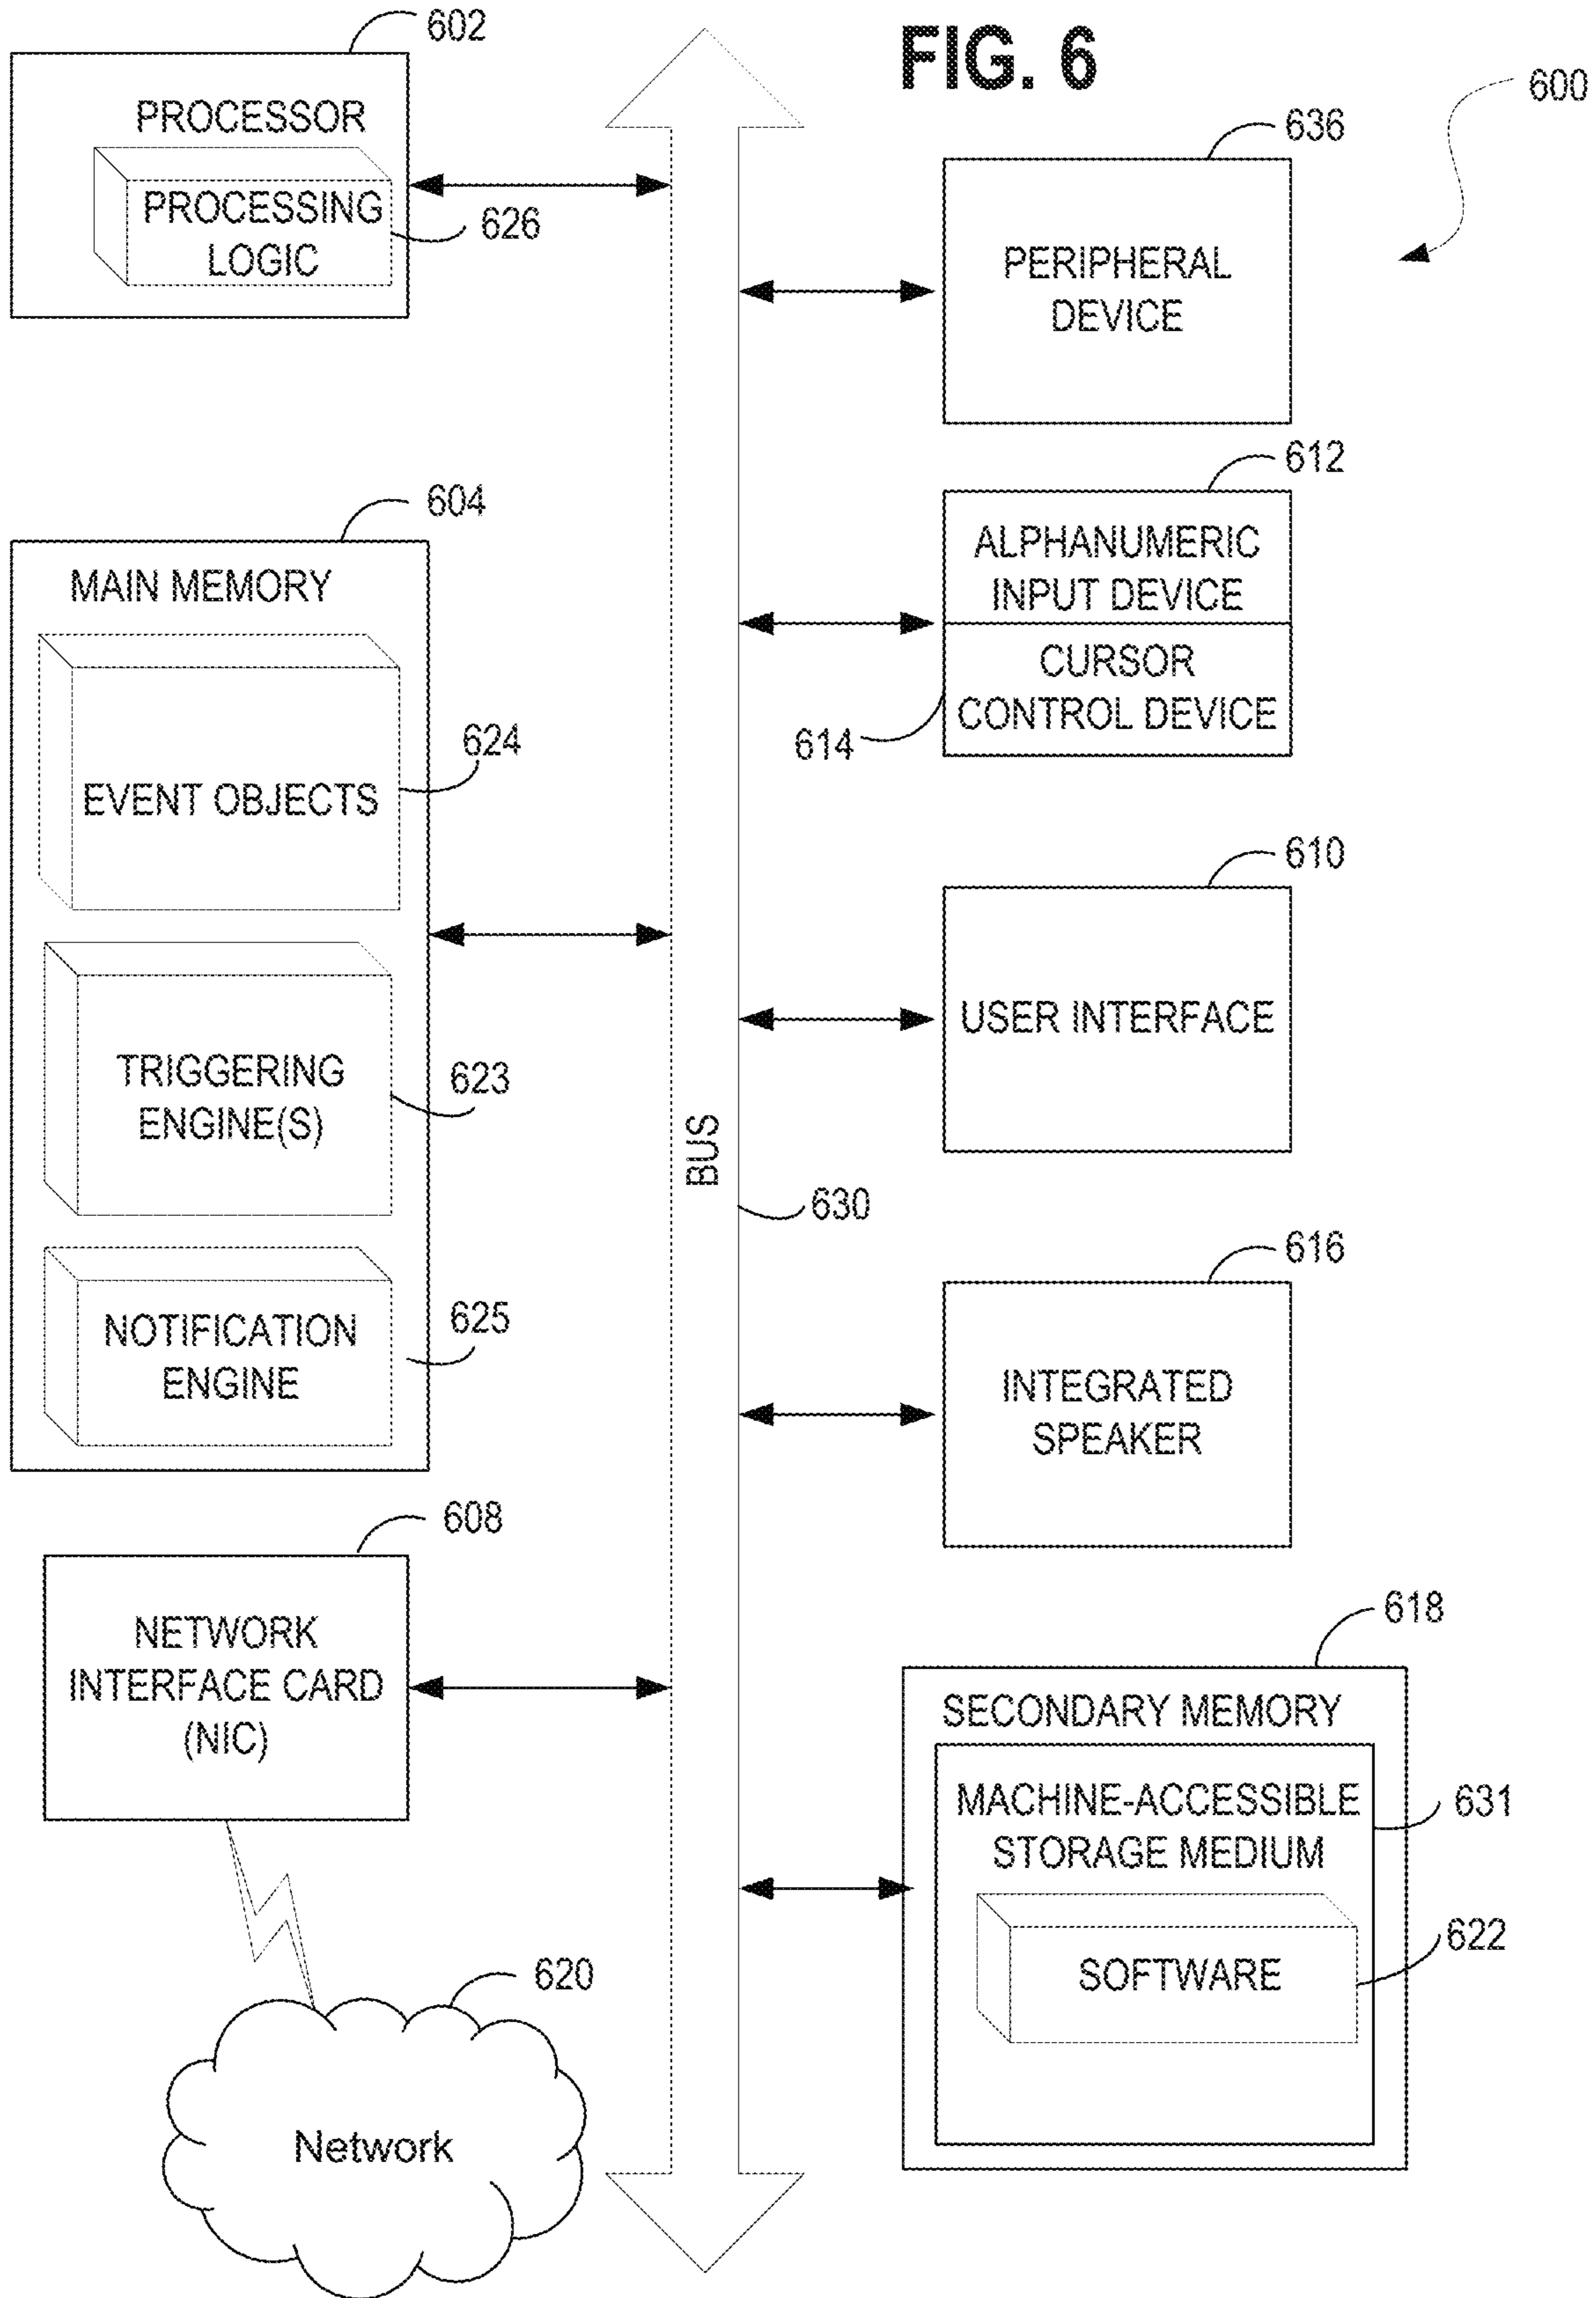 FIG. 6
600
602
PROCESSOR
PROCESSING
LOGIC
626
604
MAIN MEMORY
EVENT OBJECTS
624
TRIGGERING
ENGINE(S)
623
NOTIFICATION
ENGINE
625
608
NETWORK
INTERFACE CARD
(NIC)
620
Network
BUS
630
636
PERIPHERAL
DEVICE
612
ALPHANUMERIC
INPUT DEVICE
CURSOR
CONTROL DEVICE
614
610
USER INTERFACE
616
INTEGRATED
SPEAKER
618
SECONDARY MEMORY
MACHINE-ACCESSIBLE
STORAGE MEDIUM
631
SOFTWARE
622